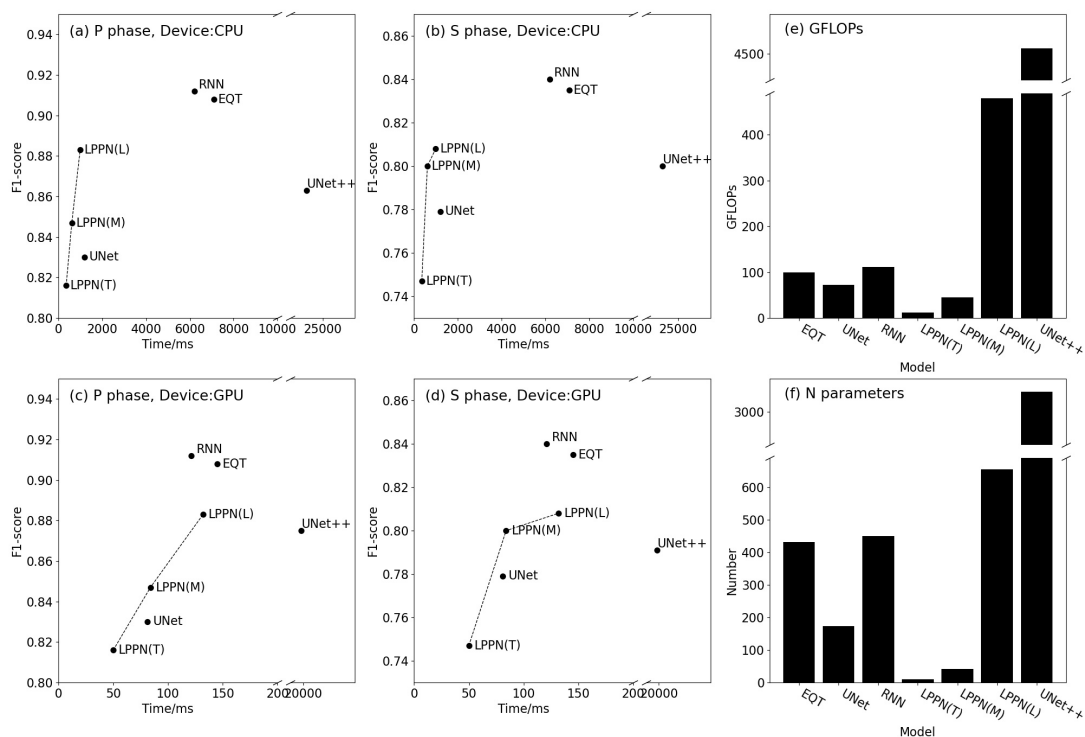 (a) P phase, Device:CPU
F1-score
0.94
0.92
0.90
0.88
0.86
0.84
0.82
0.80
RNN
EQT
LPPN(L)
UNet++
LPPN(M)
UNet
LPPN(T)
0 2000 4000 6000 8000 10000 25000
Time/ms
(b) S phase, Device:CPU
F1-score
0.86
0.84
0.82
0.80
0.78
0.76
0.74
RNN
EQT
LPPN(L)
UNet++
LPPN(M)
UNet
LPPN(T)
0 2000 4000 6000 8000 10000 25000
Time/ms
(e) GFLOPs
GFLOPs
4500
400
300
200
100
0
EQT UNet RNN LPPN(T) LPPN(M) LPPN(L) UNet++
Model
(c) P phase, Device:GPU
F1-score
0.94
0.92
0.90
0.88
0.86
0.84
0.82
0.80
RNN
EQT
LPPN(L)
UNet++
LPPN(M)
UNet
LPPN(T)
0 50 100 150 200 20000
Time/ms
(d) S phase, Device:GPU
F1-score
0.86
0.84
0.82
0.80
0.78
0.76
0.74
RNN
EQT
LPPN(L)
LPPN(M)
UNet++
UNet
LPPN(T)
0 50 100 150 200 20000
Time/ms
(f) N parameters
Number
3000
600
500
400
300
200
100
0
EQT UNet RNN LPPN(T) LPPN(M) LPPN(L) UNet++
Model